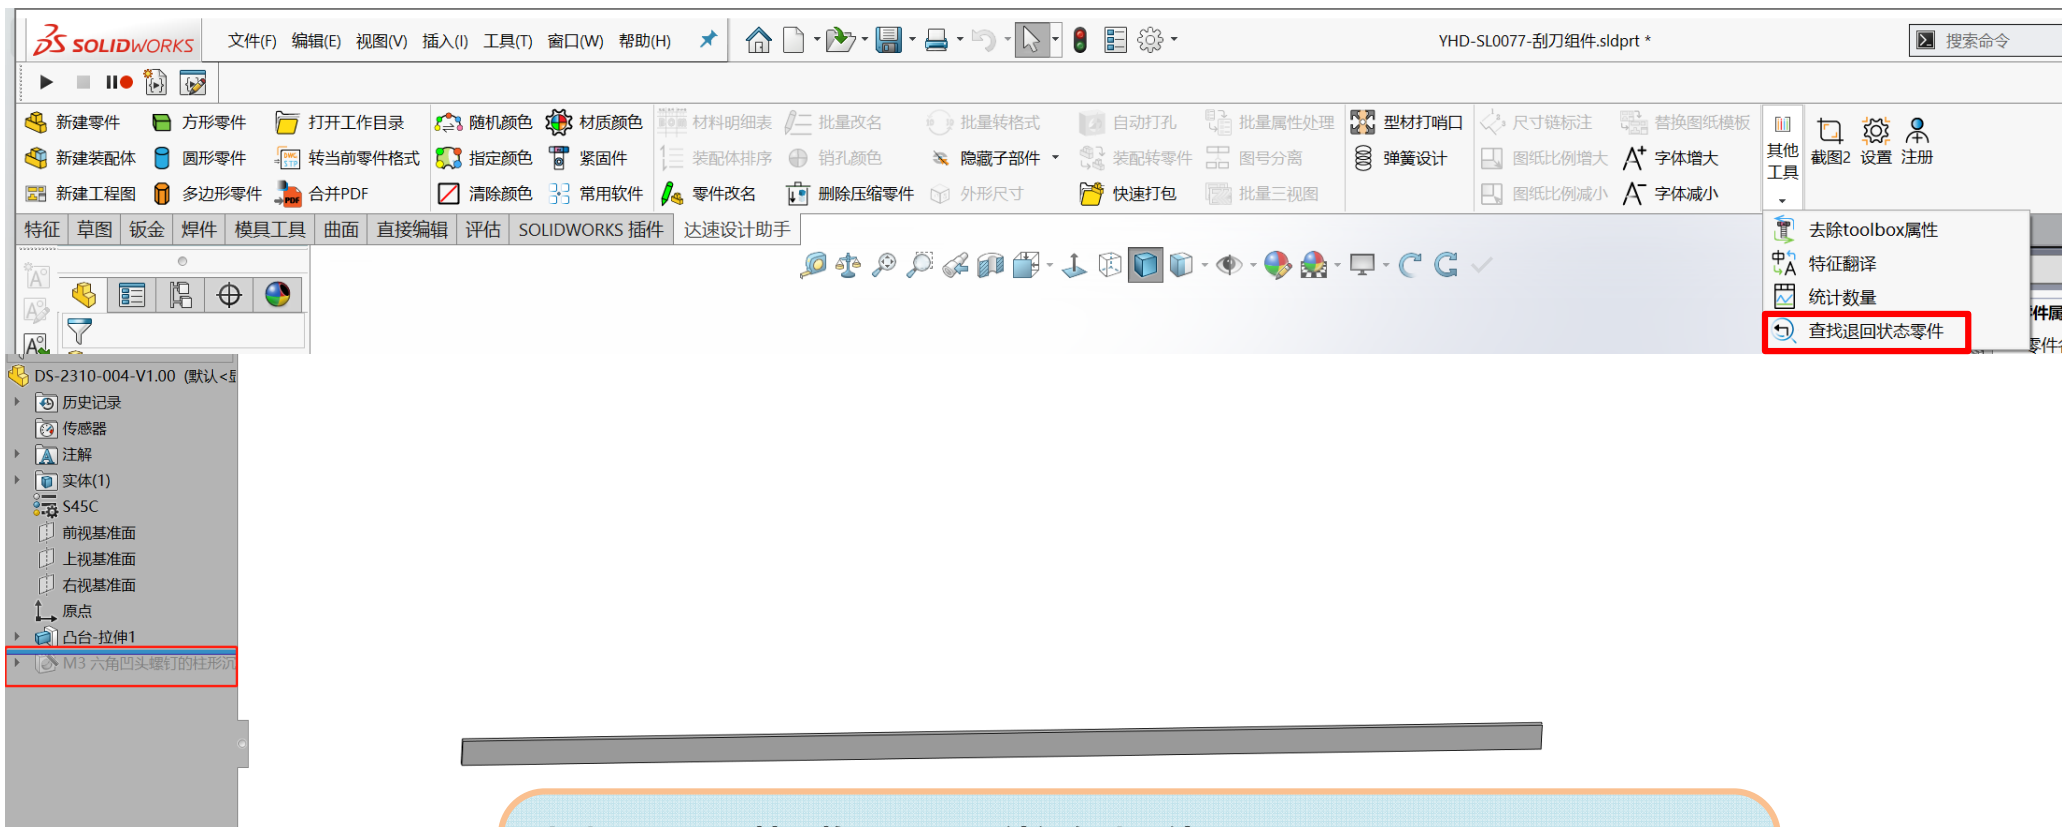 SOLIDWORKS 文件(F) 编辑(E) 视图(V) 插入(I) 工具(T) 窗口(W) 帮助(H) YHD-SL0077-刮刀组件.sldprt * 搜索命令
新建零件 方形零件 打开工作目录 随机颜色 材质颜色 材料明细表 批量改名 批量转格式 自动打孔 批量属性处理 型材打哨口 尺寸链标注 替换图纸模板
新建装配体 圆形零件 转当前零件格式 指定颜色 紧固件 装配体排序 销孔颜色 隐藏子部件 装配转零件 图号分离 弹簧设计 图纸比例增大 字体增大 其他工具 截图2 设置 注册
新建工程图 多边形零件 合并PDF 清除颜色 常用软件 零件改名 删除压缩零件 外形尺寸 快速打包 批量三视图 图纸比例减小 字体减小
特征 草图 钣金 焊件 模具工具 曲面 直接编辑 评估 SOLIDWORKS 插件 达速设计助手
去除toolbox属性
特征翻译
统计数量
查找退回状态零件
DS-2310-004-V1.00 (默认<
历史记录
传感器
注解
实体(1)
S45C
前视基准面
上视基准面
右视基准面
原点
凸台-拉伸1
M3 六角凹头螺钉的柱形沉